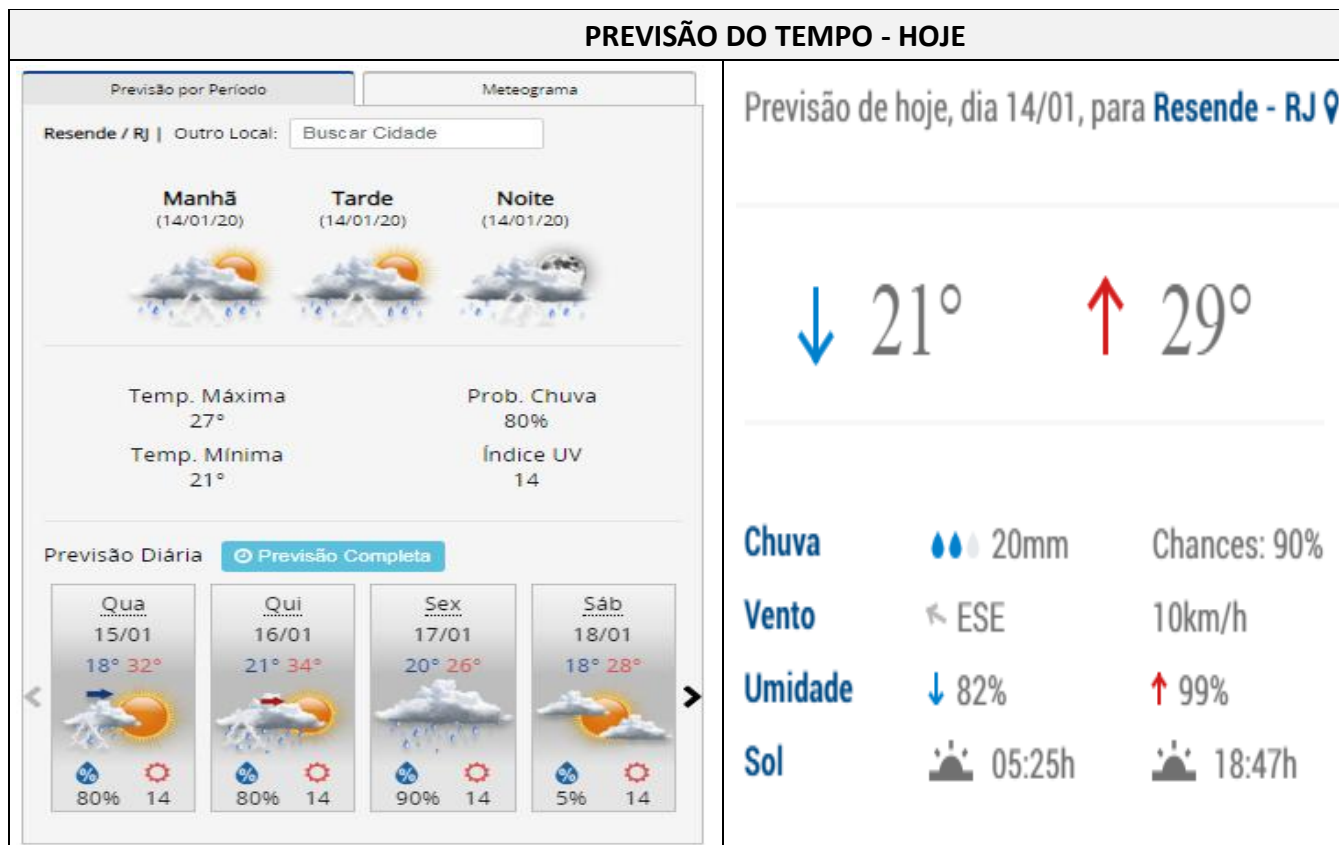 PREVISÃO DO TEMPO - HOJE
Previsão por Período Meteograma
Resende / RJ | Outro Local: Buscar Cidade
Manhã Tarde Noite
(14/01/20) (14/01/20) (14/01/20)
Temp. Máxima Prob. Chuva
27° 80%
Temp. Mínima Índice UV
21° 14
Previsão Diária Previsão Completa
Qua Qui Sex Sáb
15/01 16/01 17/01 18/01
18° 32° 21° 34° 20° 26° 18° 28°
% % % %
80% 14 80% 14 90% 14 5% 14
Previsão de hoje, dia 14/01, para Resende - RJ
21° 29°
Chuva 20mm Chances: 90%
Vento ESE 10km/h
Umidade 82% 99%
Sol 05:25h 18:47h